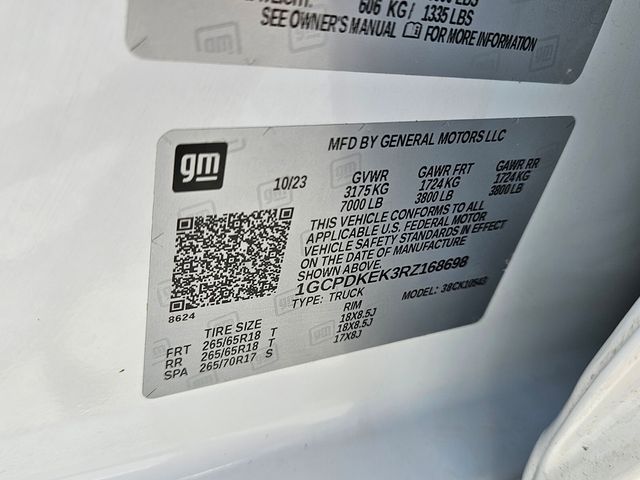 606 KG / 1335 LBS
SEE OWNER'S MANUAL FOR MORE INFORMATION
MFD BY GENERAL MOTORS LLC
gm
10/23
GVWR GAWR FRT GAWR RR
3175 KG 1724 KG 1724 KG
7000 LB 3800 LB 3800 LB
THIS VEHICLE CONFORMS TO ALL
APPLICABLE U.S. FEDERAL MOTOR
VEHICLE SAFETY STANDARDS IN EFFECT
ON THE DATE OF MANUFACTURE
SHOWN ABOVE.
1GCPDKEK3RZ168698
TYPE: TRUCK MODEL:
8624
TIRE SIZE RIM
FRT 265/65R18 T 18X8.5J
RR 265/65R18 T 18X8.5J
SPA 265/70R17 S 17X8J